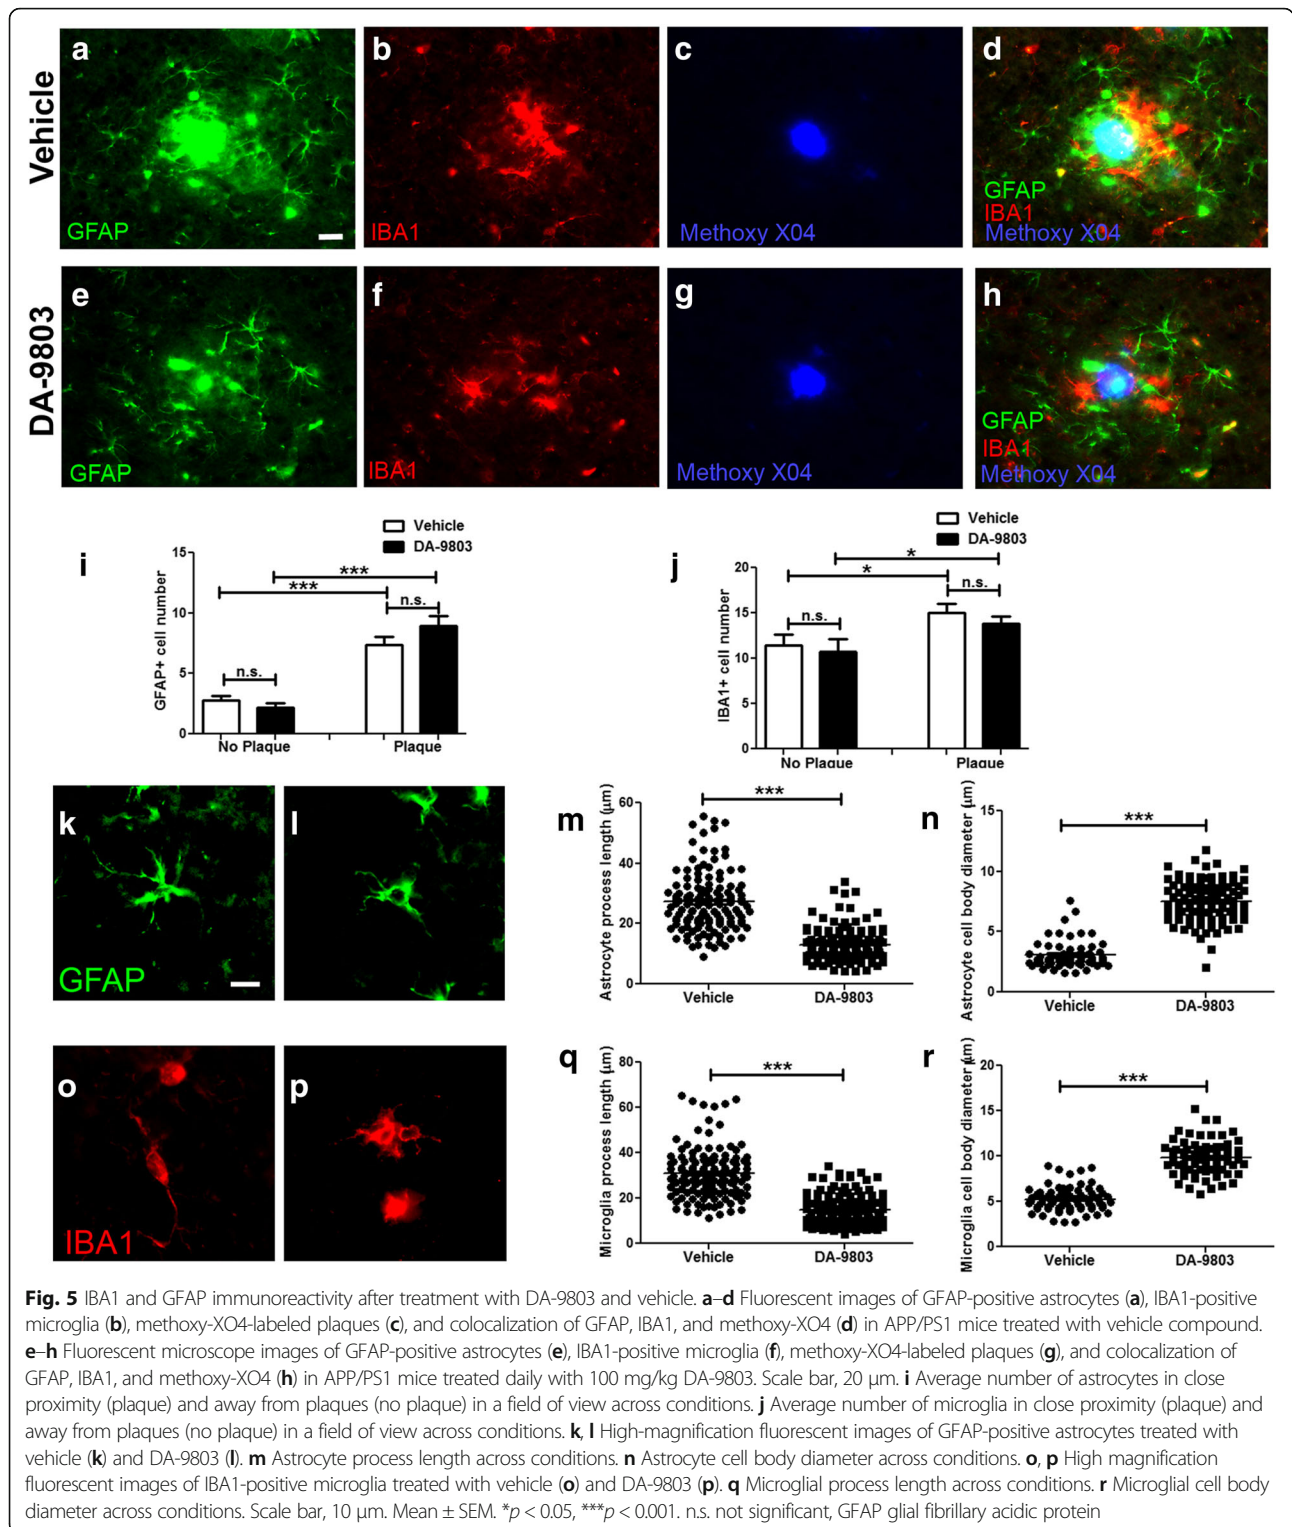 Vehicle
a
GFAP
b
IBA1
c
Methoxy X04
d
GFAP
IBA1
Methoxy X04
DA-9803
e
GFAP
f
IBA1
g
Methoxy X04
h
GFAP
IBA1
Methoxy X04
i
Vehicle
DA-9803
GFAP+ cell number
15
10
5
0
***
***
n.s.
n.s.
No Plaque
Plaque
j
Vehicle
DA-9803
IBA1+ cell number
20
15
10
5
0
*
*
n.s.
n.s.
No Plaque
Plaque
k
GFAP
l
m
Astrocyte process length (μm)
60
40
20
0
***
Vehicle
DA-9803
n
Astrocyte cell body diameter (μm)
15
10
5
0
***
Vehicle
DA-9803
o
IBA1
p
q
Microglia process length (μm)
80
60
40
20
0
***
Vehicle
DA-9803
r
Microglia cell body diameter (μm)
20
15
10
5
0
***
Vehicle
DA-9803
Fig. 5 IBA1 and GFAP immunoreactivity after treatment with DA-9803 and vehicle. a–d Fluorescent images of GFAP-positive astrocytes (a), IBA1-positive
microglia (b), methoxy-XO4-labeled plaques (c), and colocalization of GFAP, IBA1, and methoxy-XO4 (d) in APP/PS1 mice treated with vehicle compound.
e–h Fluorescent microscope images of GFAP-positive astrocytes (e), IBA1-positive microglia (f), methoxy-XO4-labeled plaques (g), and colocalization of
GFAP, IBA1, and methoxy-XO4 (h) in APP/PS1 mice treated daily with 100 mg/kg DA-9803. Scale bar, 20 μm. i Average number of astrocytes in close
proximity (plaque) and away from plaques (no plaque) in a field of view across conditions. j Average number of microglia in close proximity (plaque) and
away from plaques (no plaque) in a field of view across conditions. k, l High-magnification fluorescent images of GFAP-positive astrocytes treated with
vehicle (k) and DA-9803 (l). m Astrocyte process length across conditions. n Astrocyte cell body diameter across conditions. o, p High magnification
fluorescent images of IBA1-positive microglia treated with vehicle (o) and DA-9803 (p). q Microglial process length across conditions. r Microglial cell body
diameter across conditions. Scale bar, 10 μm. Mean ± SEM. *p < 0.05, ***p < 0.001. n.s. not significant, GFAP glial fibrillary acidic protein